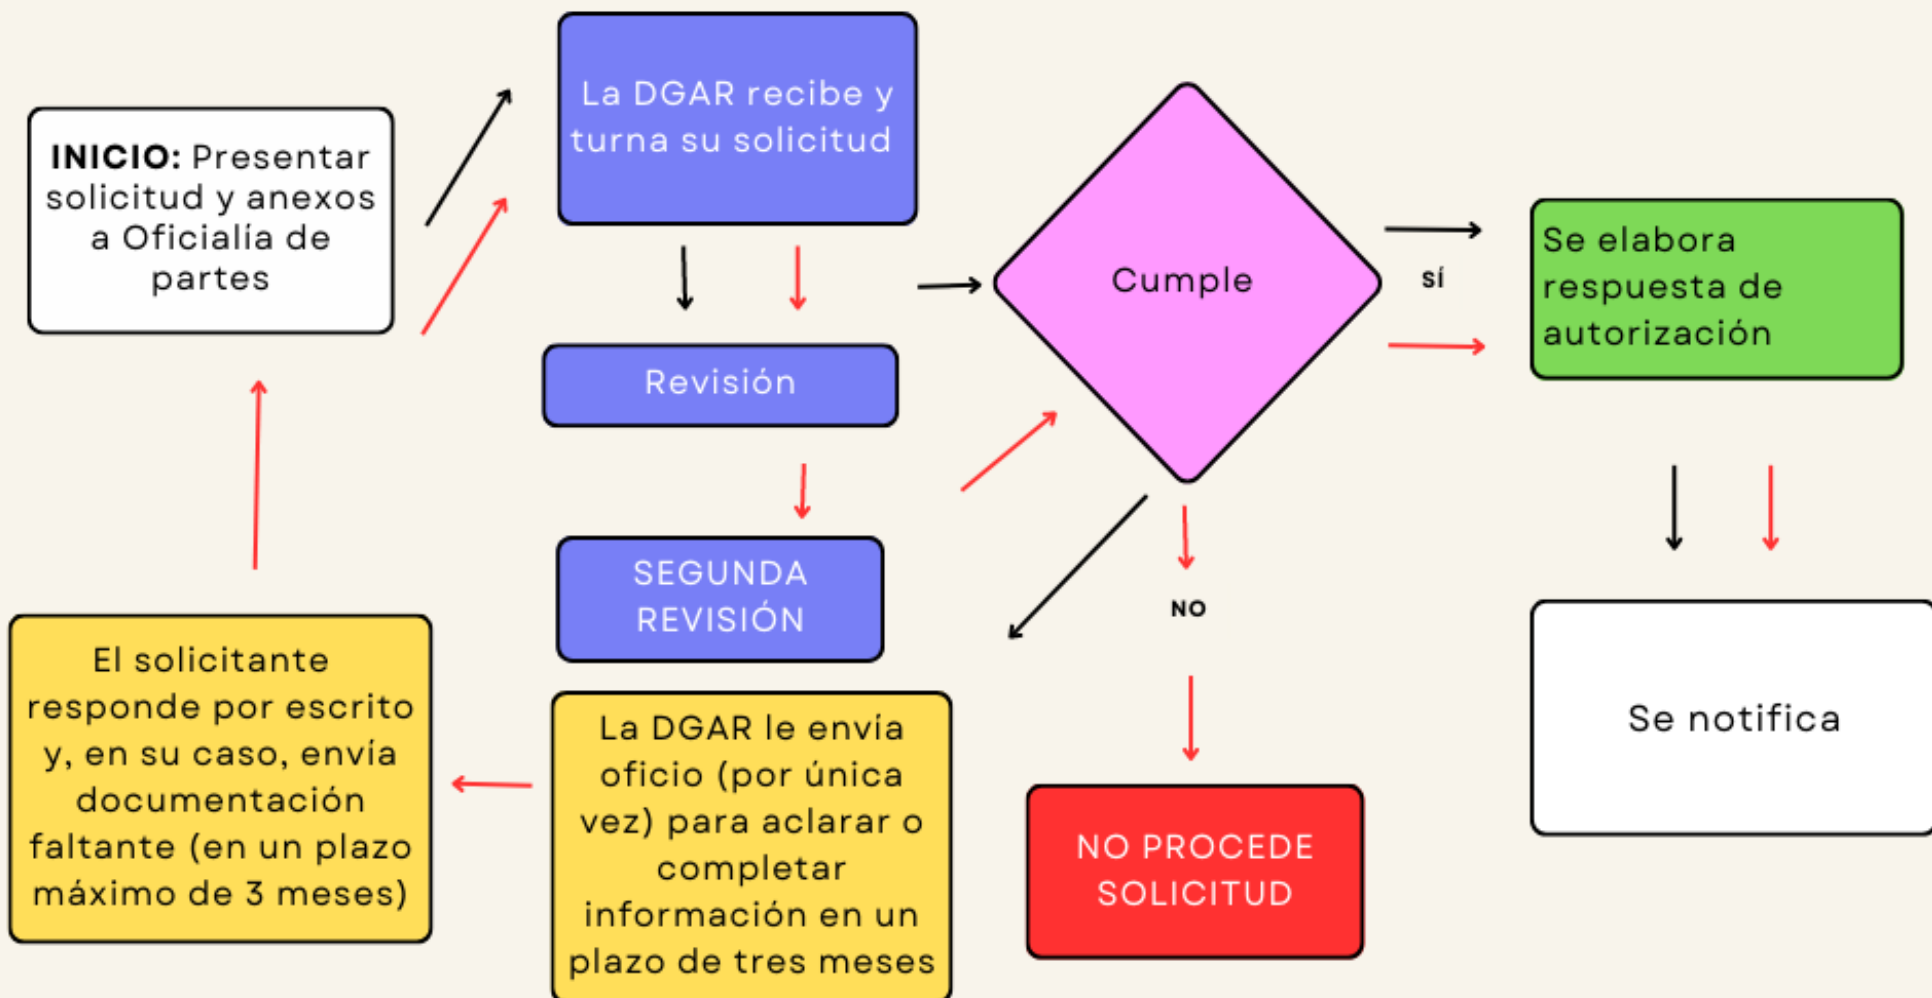 INICIO: Presentar
solicitud y anexos
a Oficialía de
partes
La DGAR recibe y
turna su solicitud
Revisión
SEGUNDA
REVISIÓN
Cumple
SÍ
NO
Se elabora
respuesta de
autorización
Se notifica
NO PROCEDE
SOLICITUD
La DGAR le envía
oficio (por única
vez) para aclarar o
completar
información en un
plazo de tres meses
El solicitante
responde por escrito
y, en su caso, envía
documentación
faltante (en un plazo
máximo de 3 meses)